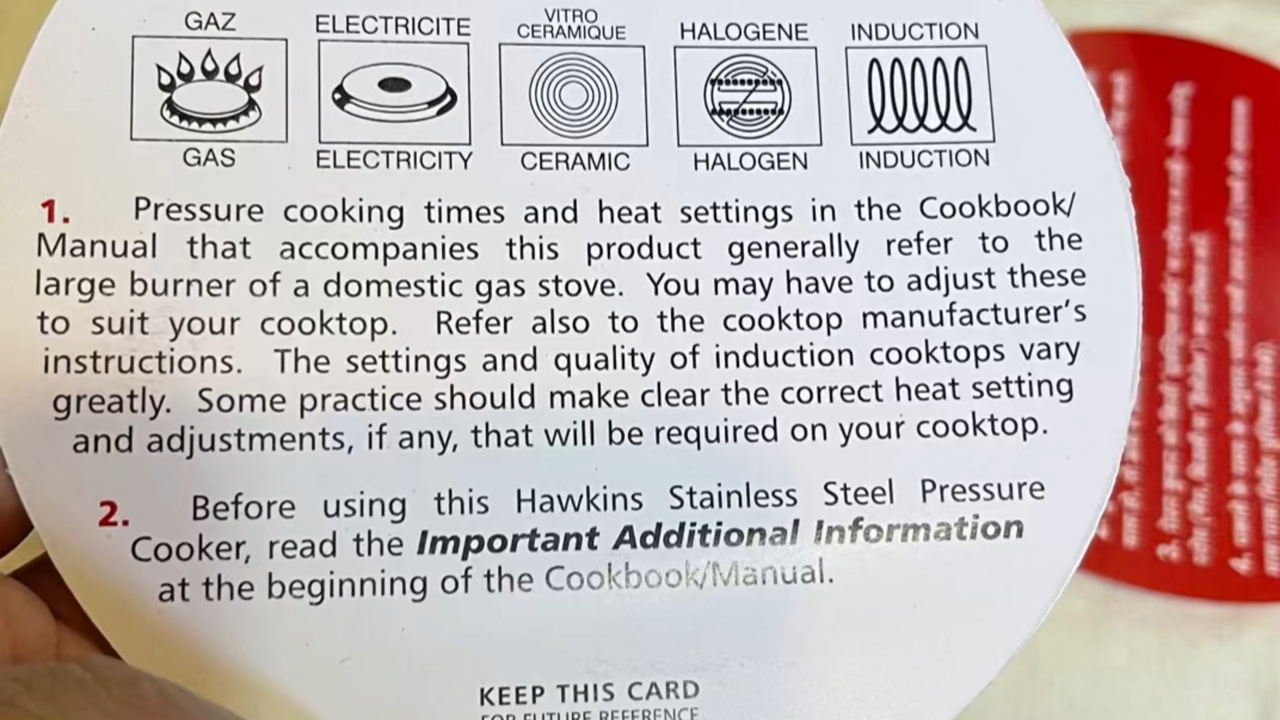 GAZ ELECTRICITE VITRO CERAMIQUE HALOGENE INDUCTION
GAS ELECTRICITY CERAMIC HALOGEN INDUCTION
1. Pressure cooking times and heat settings in the Cookbook/
Manual that accompanies this product generally refer to the
large burner of a domestic gas stove. You may have to adjust these
to suit your cooktop. Refer also to the cooktop manufacturer's
instructions. The settings and quality of induction cooktops vary
greatly. Some practice should make clear the correct heat setting
and adjustments, if any, that will be required on your cooktop.
2. Before using this Hawkins Stainless Steel Pressure
Cooker, read the Important Additional Information
at the beginning of the Cookbook/Manual.
KEEP THIS CARD
FOR FUTURE REFERENCE